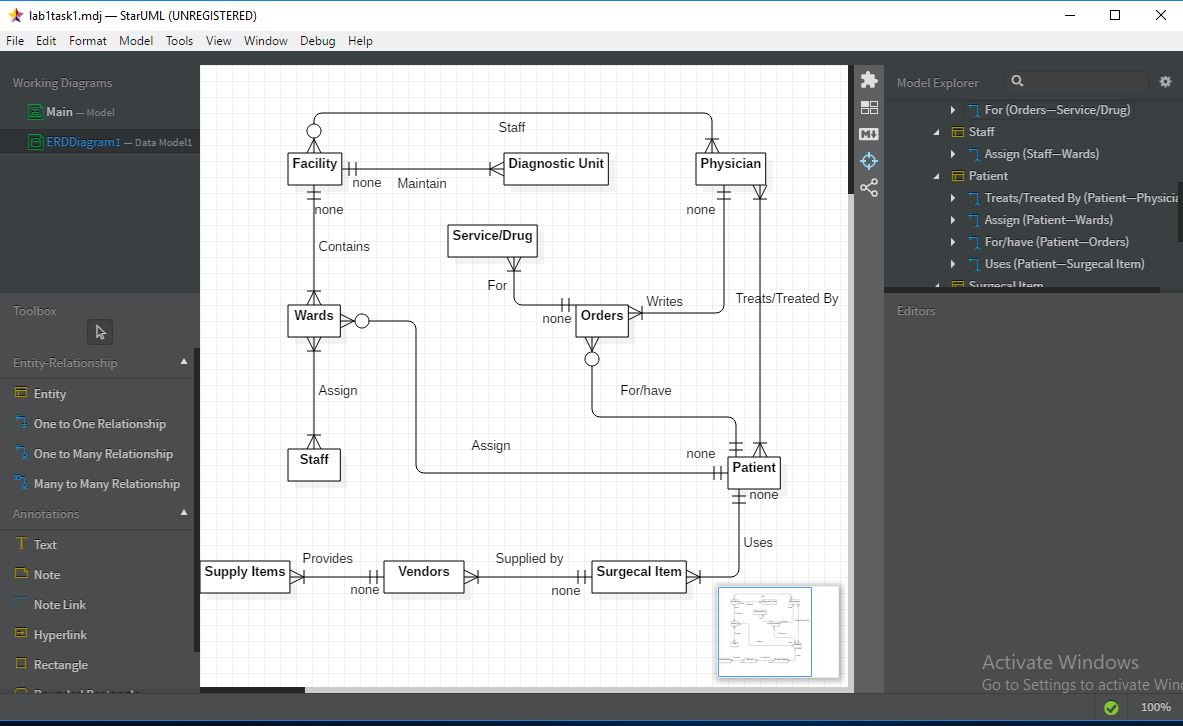 lab1task1.mdj — StarUML (UNREGISTERED)
File Edit Format Model Tools View Window Debug Help
Working Diagrams
Main — Model
ERDDiagram1 — Data Model1
Toolbox
Entity-Relationship
Entity
One to One Relationship
One to Many Relationship
Many to Many Relationship
Annotations
Text
Note
Note Link
Hyperlink
Rectangle
Staff
Facility
Diagnostic Unit
Physician
none
Maintain
none
none
Service/Drug
Contains
For
Writes
Treats/Treated By
Wards
none
Orders
Assign
For/have
Assign
none
Staff
Patient
none
Uses
Provides
Supplied by
Supply Items
Vendors
Surgecal Item
none
none
Model Explorer
For (Orders—Service/Drug)
Staff
Assign (Staff—Wards)
Patient
Treats/Treated By (Patient—Physicia
Assign (Patient—Wards)
For/have (Patient—Orders)
Uses (Patient—Surgecal Item)
Surgecal Item
Editors
Activate Windows
Go to Settings to activate Win
100%